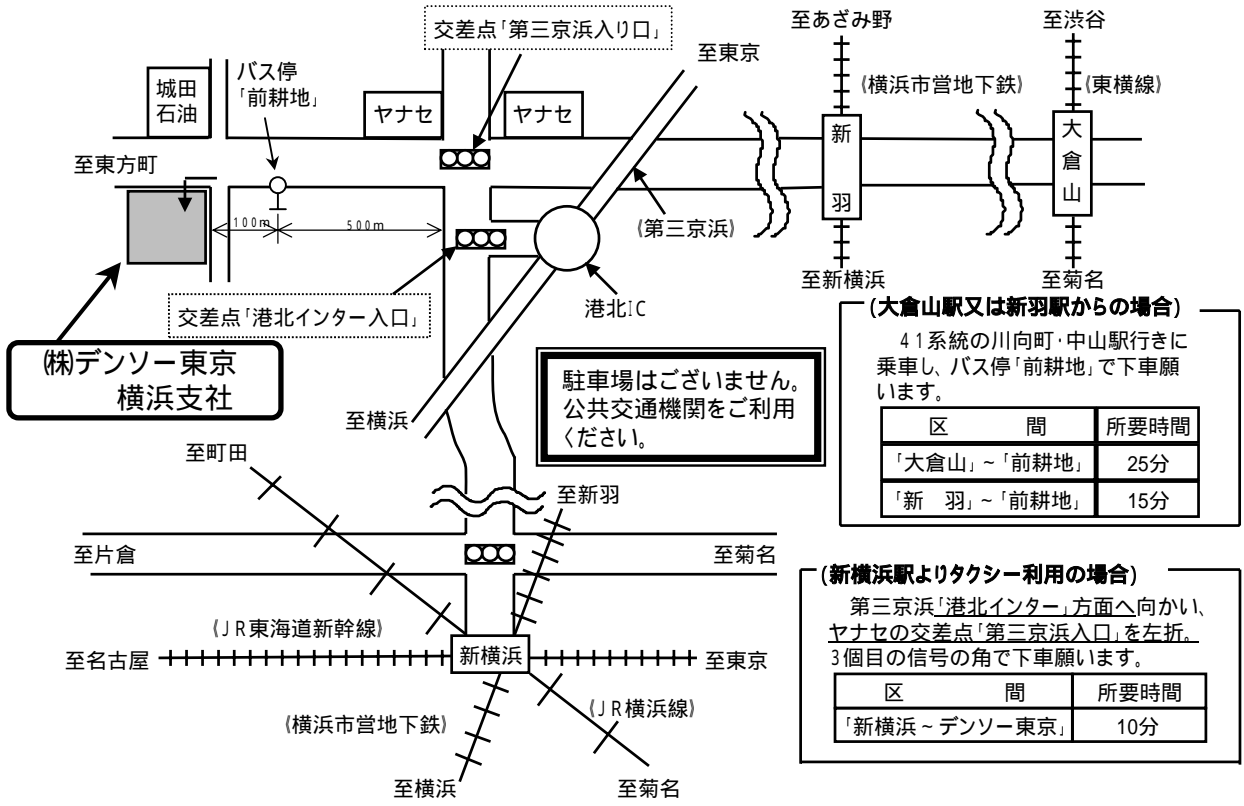 交差点「第三京浜入り口」
至東京
至あざみ野
至渋谷
城田
石油
バス停
「前耕地」
ヤナセ
ヤナセ
(横浜市営地下鉄)
(東横線)
新
羽
大
倉
山
至東方町
100m
500m
(第三京浜)
至新横浜
至菊名
交差点「港北インター入口」
港北IC
㈱デンソー東京
横浜支社
至横浜
駐車場はございません。
公共交通機関をご利用
ください。
(大倉山駅又は新羽駅からの場合)
41系統の川向町・中山駅行きに
乗車し、バス停「前耕地」で下車願
います。
区 間 所要時間
「大倉山」~「前耕地」 25分
「新 羽」~「前耕地」 15分
至町田
至新羽
至片倉
至菊名
(JR東海道新幹線)
至名古屋
新横浜
至東京
(横浜市営地下鉄)
(JR横浜線)
至横浜
至菊名
(新横浜駅よりタクシー利用の場合)
第三京浜「港北インター」方面へ向かい、
ヤナセの交差点「第三京浜入口」を左折。
3個目の信号の角で下車願います。
区 間 所要時間
「新横浜~デンソー東京」 10分